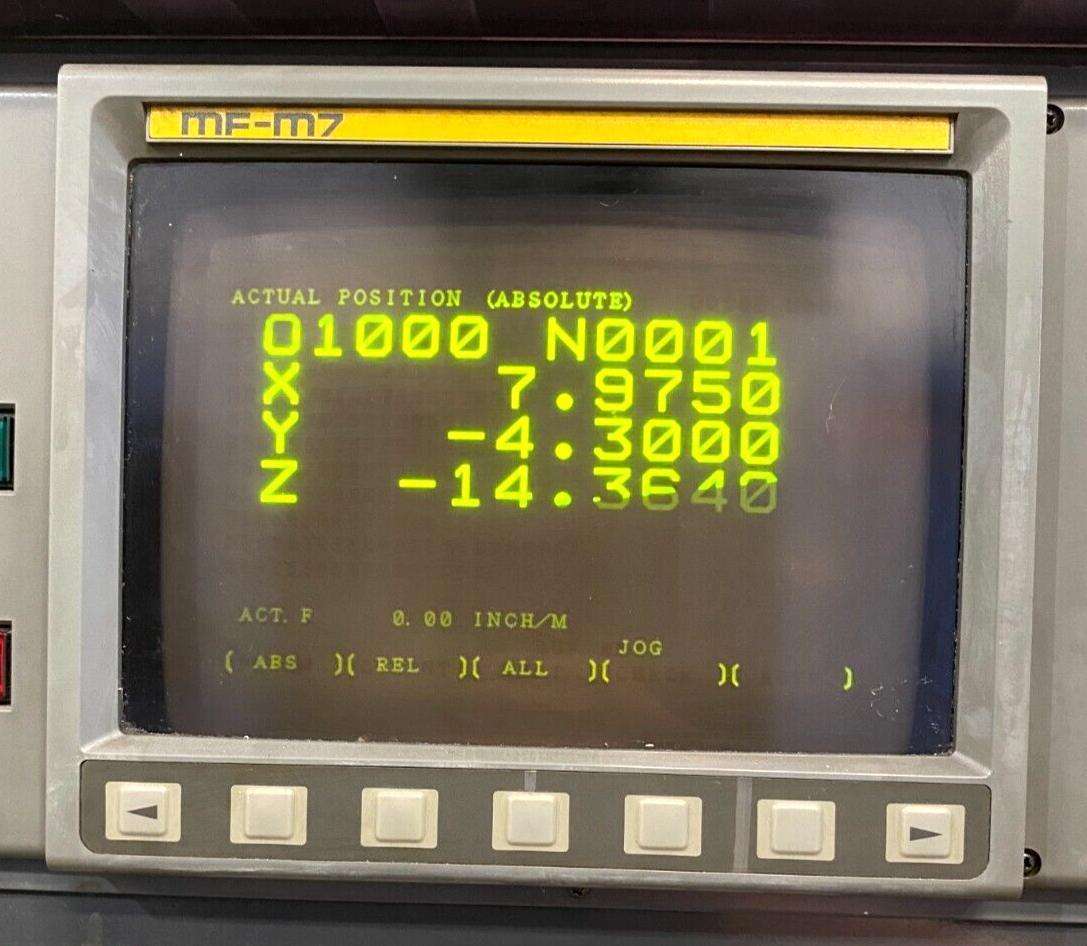 MF-M7
ACTUAL POSITION (ABSOLUTE)
O1000 N0001
X 7.9750
Y -4.3000
Z -14.3640
ACT. F 0.00 INCH/M
JOG
( ABS )( REL )( ALL )( )( )